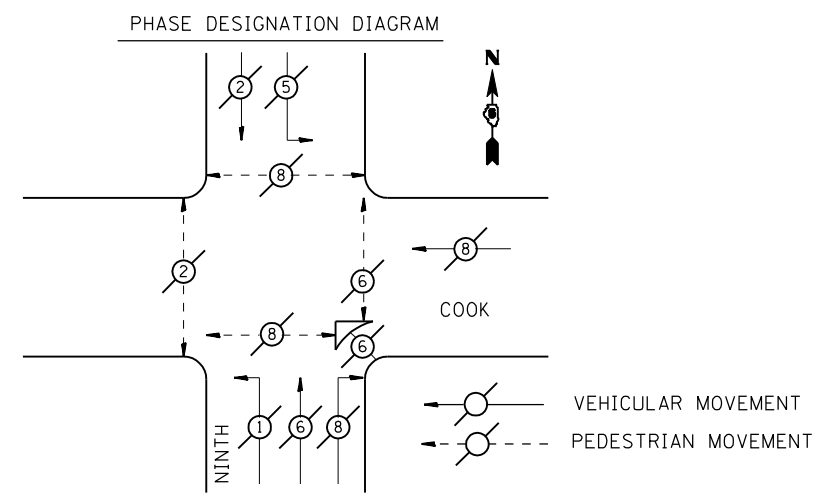 PHASE DESIGNATION DIAGRAM
N
2
5
8
8
2
6
COOK
8
6
1
6
8
NINTH
VEHICULAR MOVEMENT
PEDESTRIAN MOVEMENT